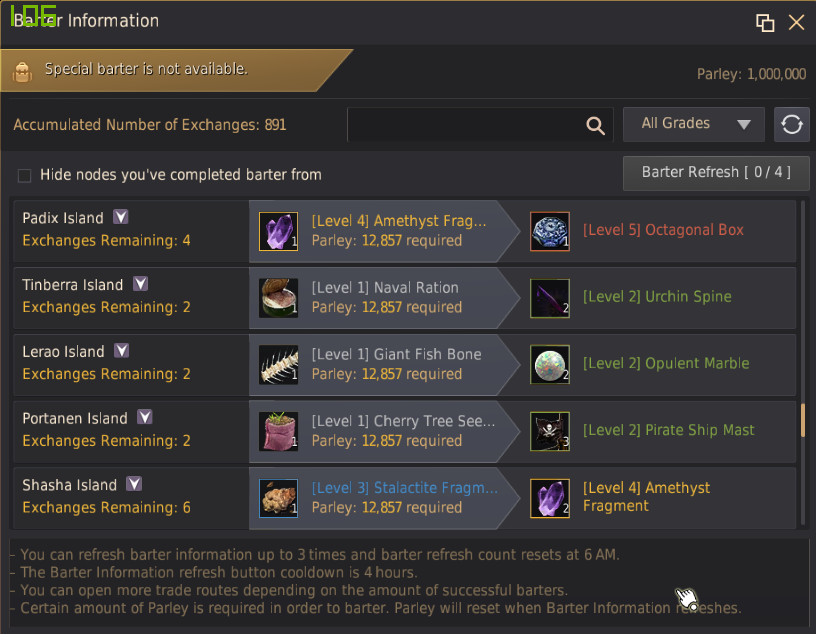 106
Barter Information
Special barter is not available.
Parley: 1,000,000
Accumulated Number of Exchanges: 891
All Grades
Hide nodes you've completed barter from
Barter Refresh [ 0 / 4 ]
Padix Island
Exchanges Remaining: 4
[Level 4] Amethyst Frag...
Parley: 12,857 required
1
1
[Level 5] Octagonal Box
Tinberra Island
Exchanges Remaining: 2
[Level 1] Naval Ration
Parley: 12,857 required
1
2
[Level 2] Urchin Spine
Lerao Island
Exchanges Remaining: 2
[Level 1] Giant Fish Bone
Parley: 12,857 required
1
2
[Level 2] Opulent Marble
Portanen Island
Exchanges Remaining: 2
[Level 1] Cherry Tree See...
Parley: 12,857 required
1
3
[Level 2] Pirate Ship Mast
Shasha Island
Exchanges Remaining: 6
[Level 3] Stalactite Fragm...
Parley: 12,857 required
1
2
[Level 4] Amethyst
Fragment
- You can refresh barter information up to 3 times and barter refresh count resets at 6 AM.
- The Barter Information refresh button cooldown is 4 hours.
- You can open more trade routes depending on the amount of successful barters.
- Certain amount of Parley is required in order to barter. Parley will reset when Barter Information refreshes.